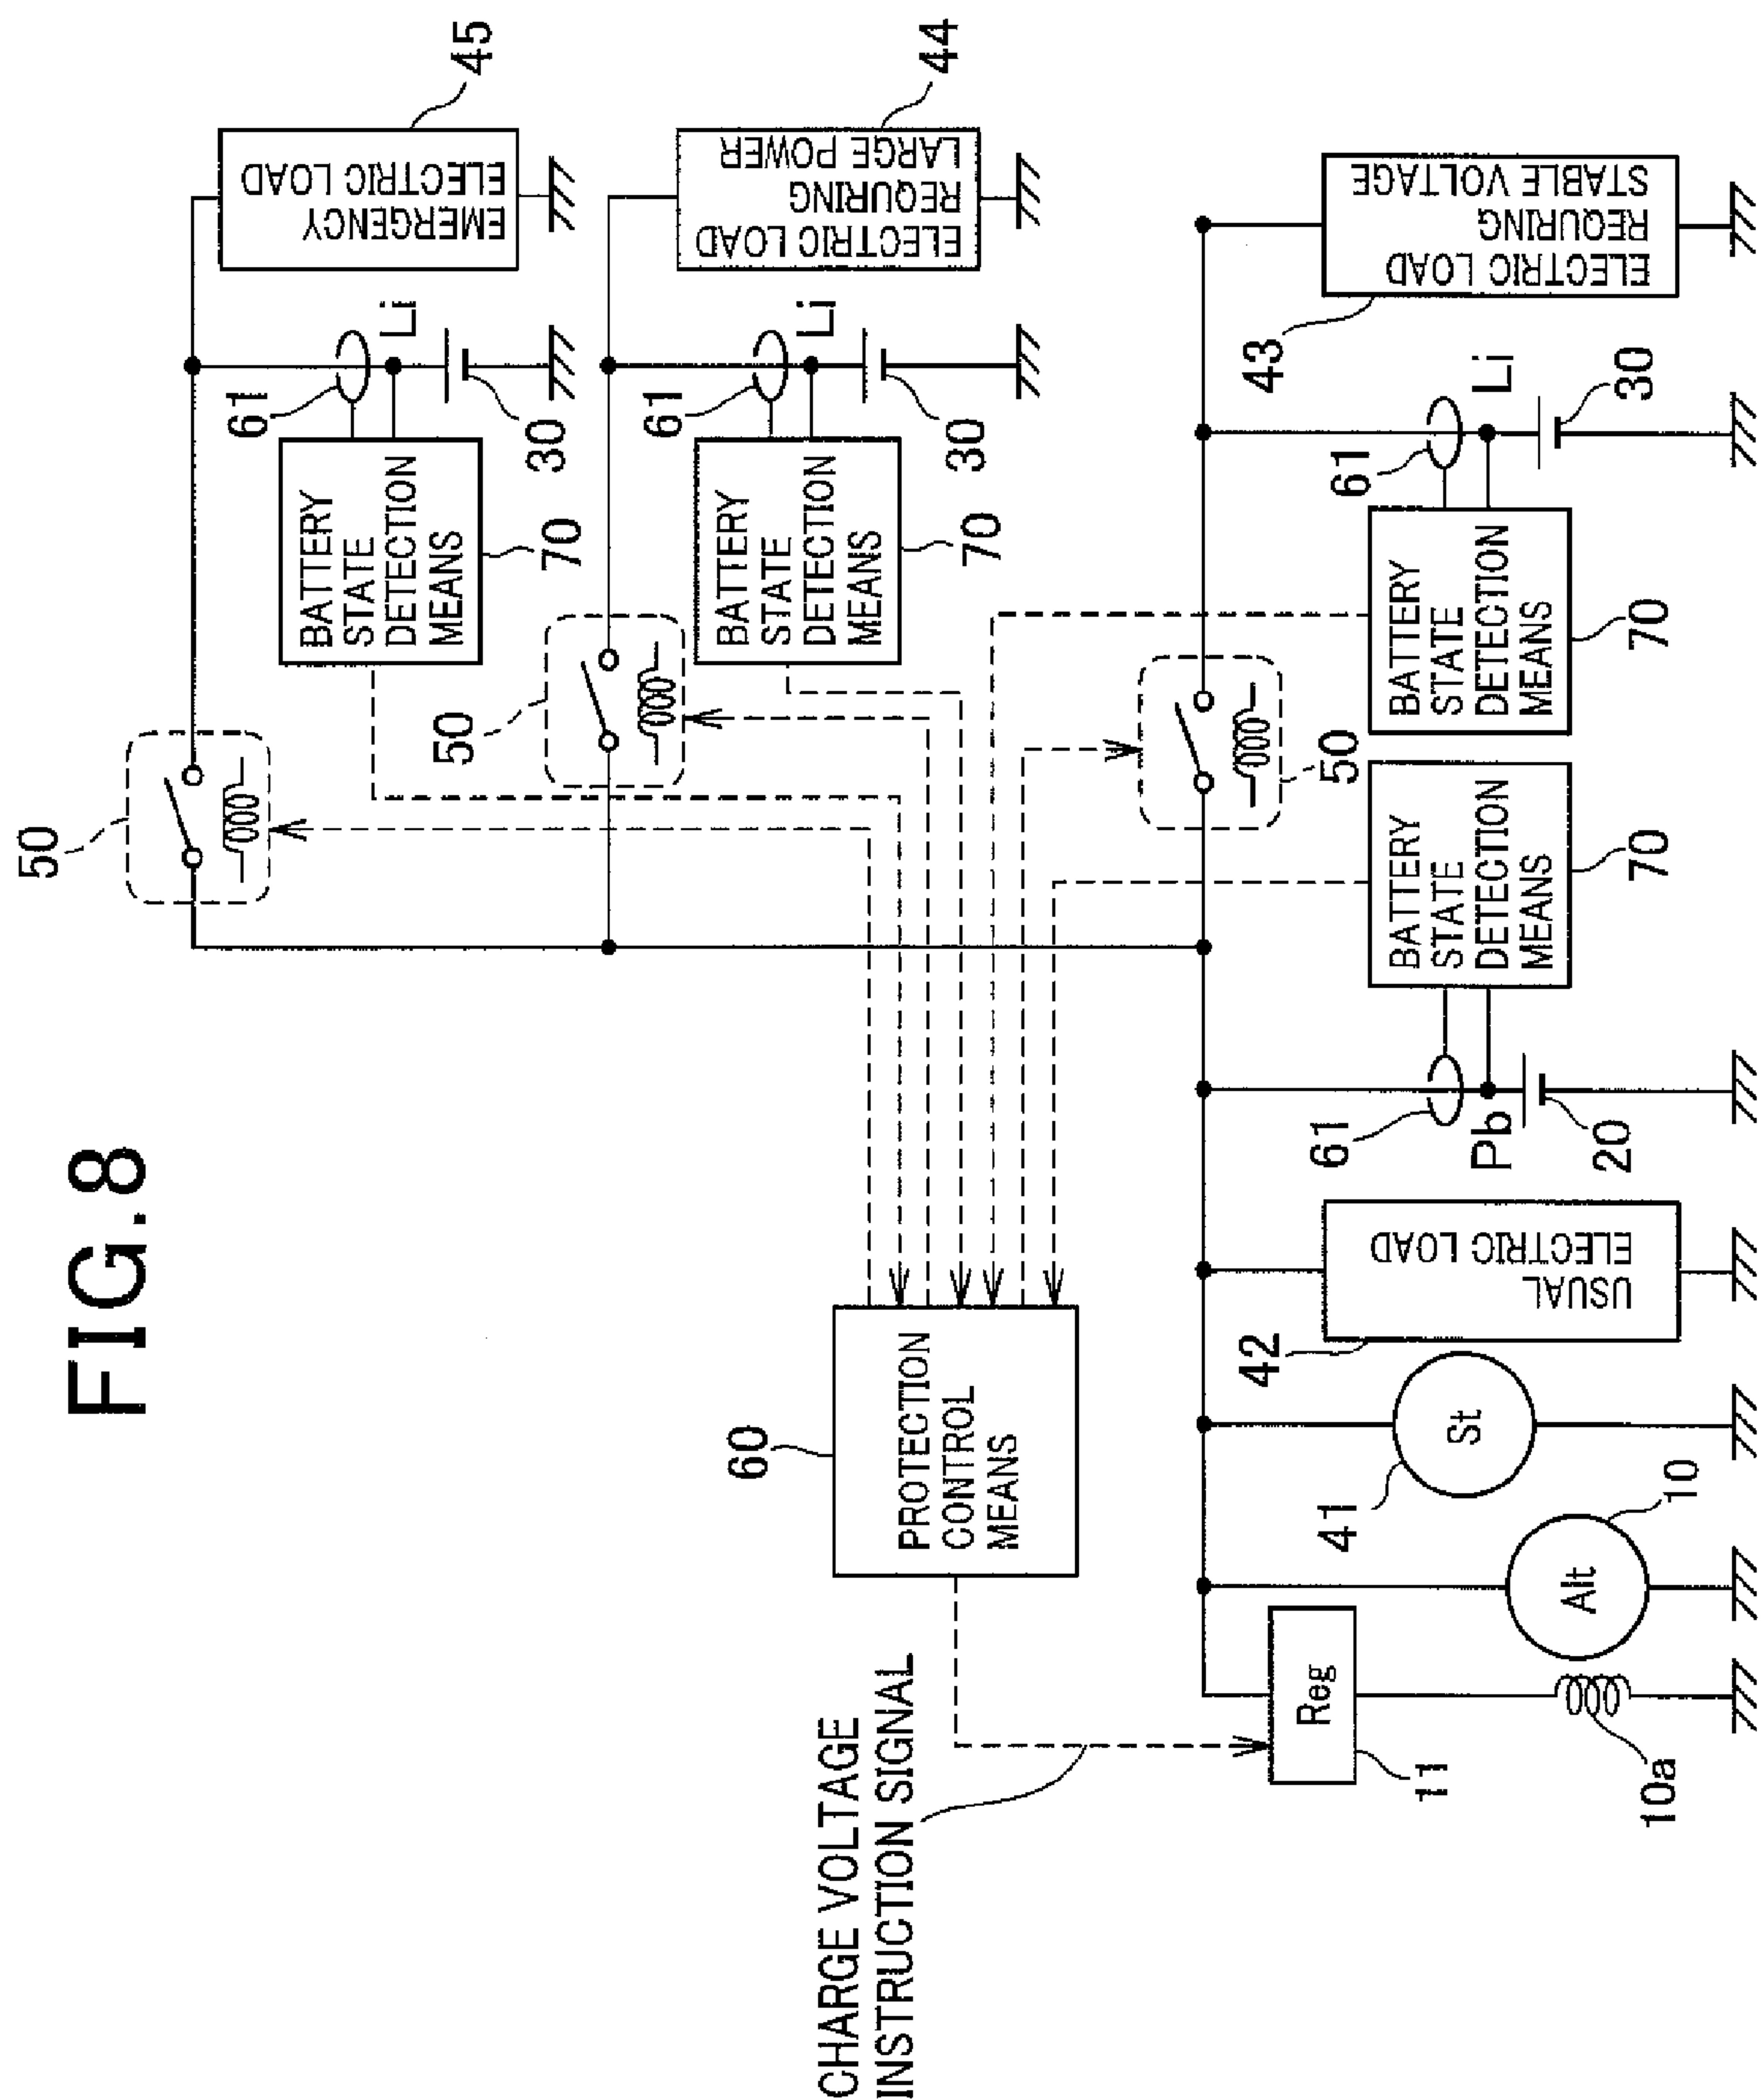 FIG.8
50
50
50
45
EMERGENCY
ELECTRIC LOAD
61
Li
30
BATTERY
STATE
DETECTION
MEANS
70
44
ELECTRIC LOAD
REQURING
LARGE POWER
61
Li
30
BATTERY
STATE
DETECTION
MEANS
70
60
PROTECTION
CONTROL
MEANS
CHARGE VOLTAGE
INSTRUCTION SIGNAL
Reg
11
10a
Alt
10
St
41
42
USUAL
ELECTRIC LOAD
61
Pb
20
BATTERY
STATE
DETECTION
MEANS
70
BATTERY
STATE
DETECTION
MEANS
70
61
Li
30
43
ELECTRIC LOAD
REQURING
STABLE VOLTAGE